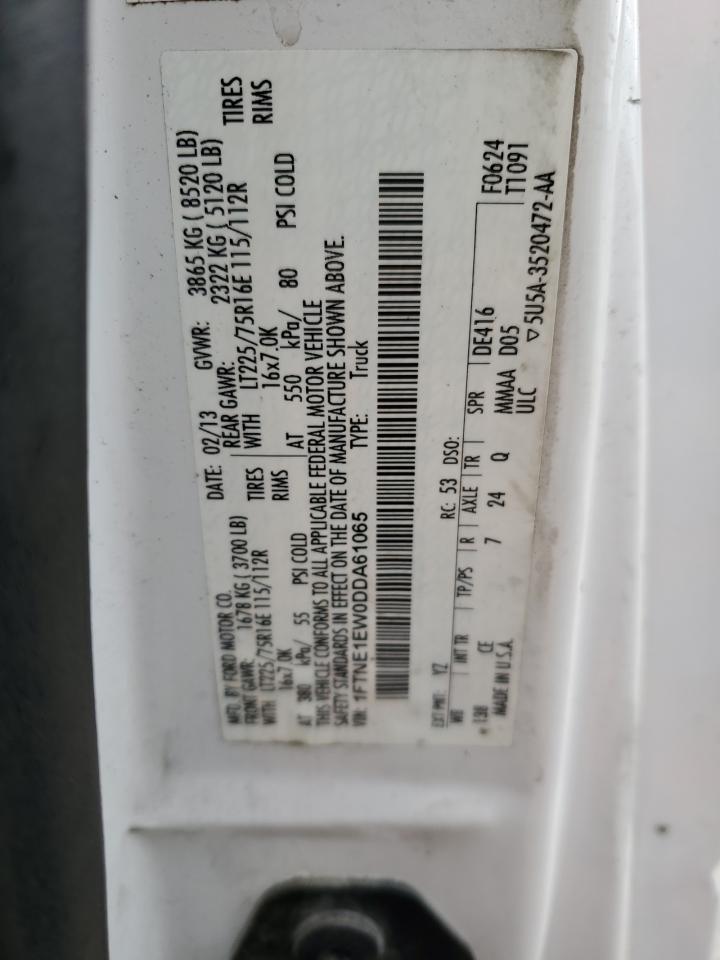 MFD. BY FORD MOTOR CO. DATE: 02/13 GVWR: 3865 KG ( 8520 LB)
FRONT GAWR: 1678 KG ( 3700 LB) REAR GAWR: 2322 KG ( 5120 LB)
WITH LT225/75R16E 115/112R TIRES WITH LT225/75R16E 115/112R TIRES
16x7.0K RIMS 16x7.0K RIMS
AT 380 kPa/ 55 PSI COLD AT 550 kPa/ 80 PSI COLD
THIS VEHICLE CONFORMS TO ALL APPLICABLE FEDERAL MOTOR VEHICLE
SAFETY STANDARDS IN EFFECT ON THE DATE OF MANUFACTURE SHOWN ABOVE.
VIN: 1FTNE1EW0DDA61065 TYPE: Truck
F0624
T1091
EXT PNT: YZ RC: 53 DSO:
WB INT TR TP/PS R AXLE TR SPR DE416
138 CE 7 24 Q MMAA D05
MADE IN U.S.A. ULC ▽5U5A-3520472-AA